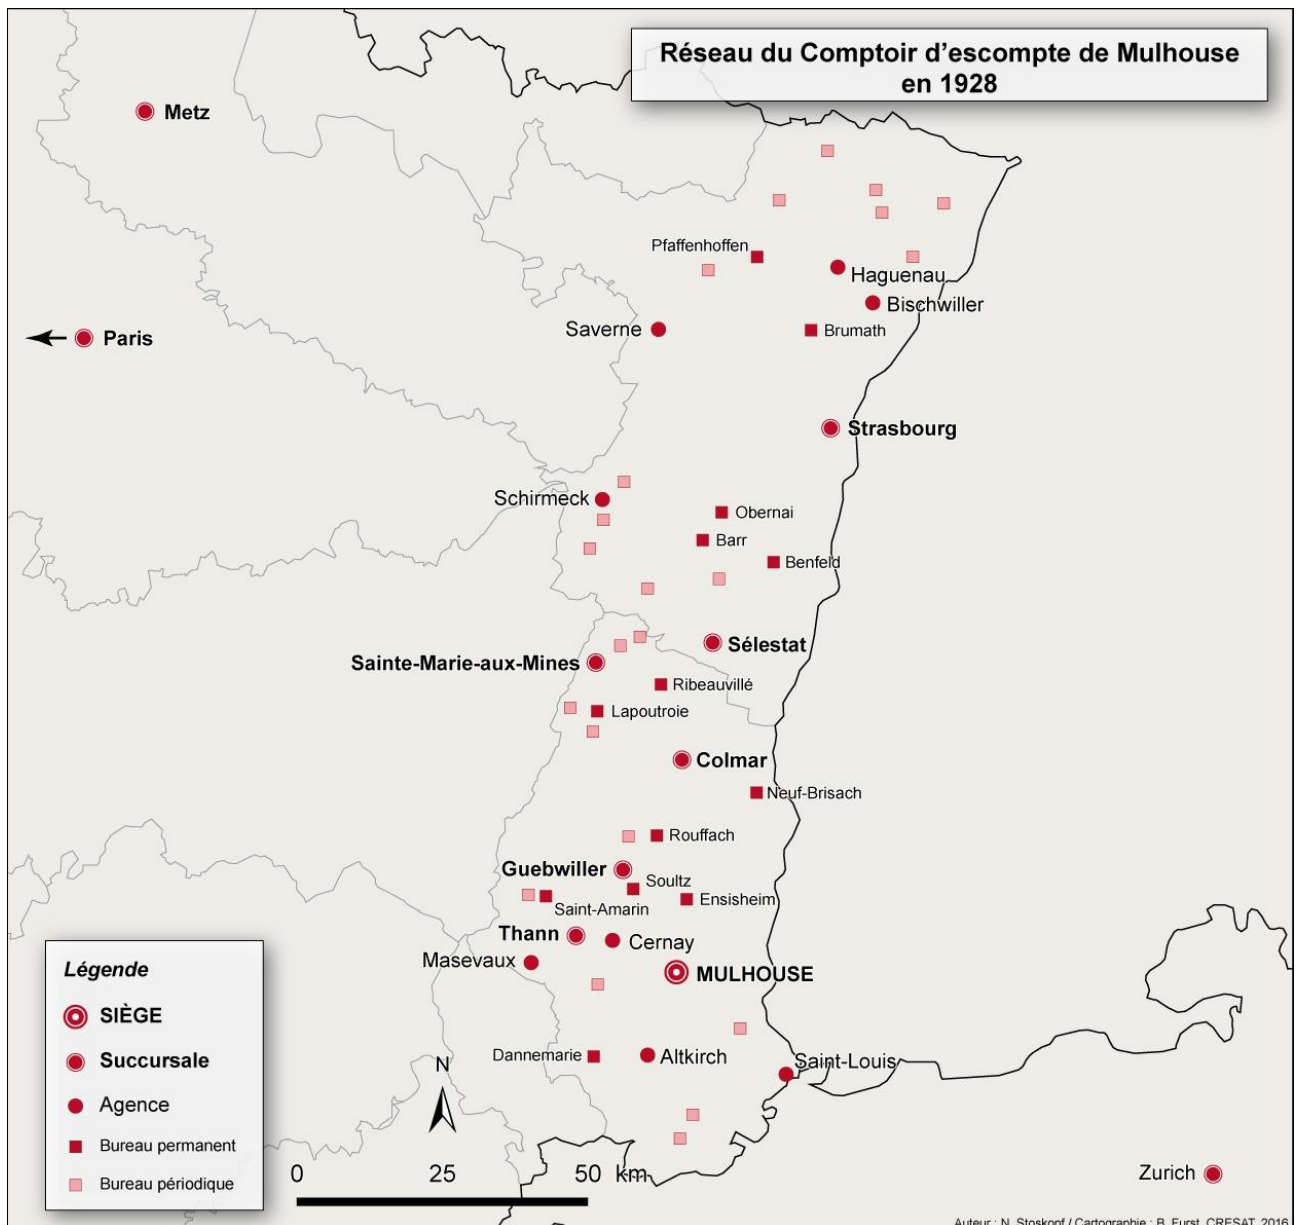 Réseau du Comptoir d'escompte de Mulhouse
en 1928
Metz
Pfaffenhoffen
Haguenau
Bischwiller
Saverne
Brumath
Paris
Strasbourg
Schirmeck
Obernai
Barr
Benfeld
Sélestat
Sainte-Marie-aux-Mines
Ribeauvillé
Lapoutroie
Colmar
Neuf-Brisach
Rouffach
Guebwiller
Soultz
Ensisheim
Saint-Amarin
Thann
Cernay
Masevaux
MULHOUSE
Dannemarie
Altkirch
Saint-Louis
Zurich
Légende
SIÈGE
Succursale
Agence
Bureau permanent
Bureau périodique
N
0 25 50 km
Auteur : N. Stoskopf / Cartographie : B. Furst, CRESAT, 2016